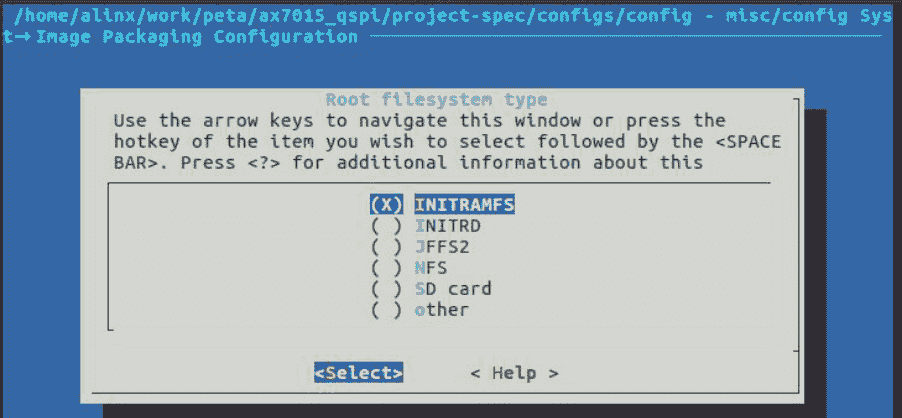 /home/alinx/work/peta/ax7015_qspi/project-spec/configs/config - misc/config Sys
t→Image Packaging Configuration
Root filesystem type
Use the arrow keys to navigate this window or press the
hotkey of the item you wish to select followed by the <SPACE
BAR>. Press <?> for additional information about this
(X) INITRAMFS
( ) INITRD
( ) JFFS2
( ) NFS
( ) SD card
( ) other
<Select> < Help >